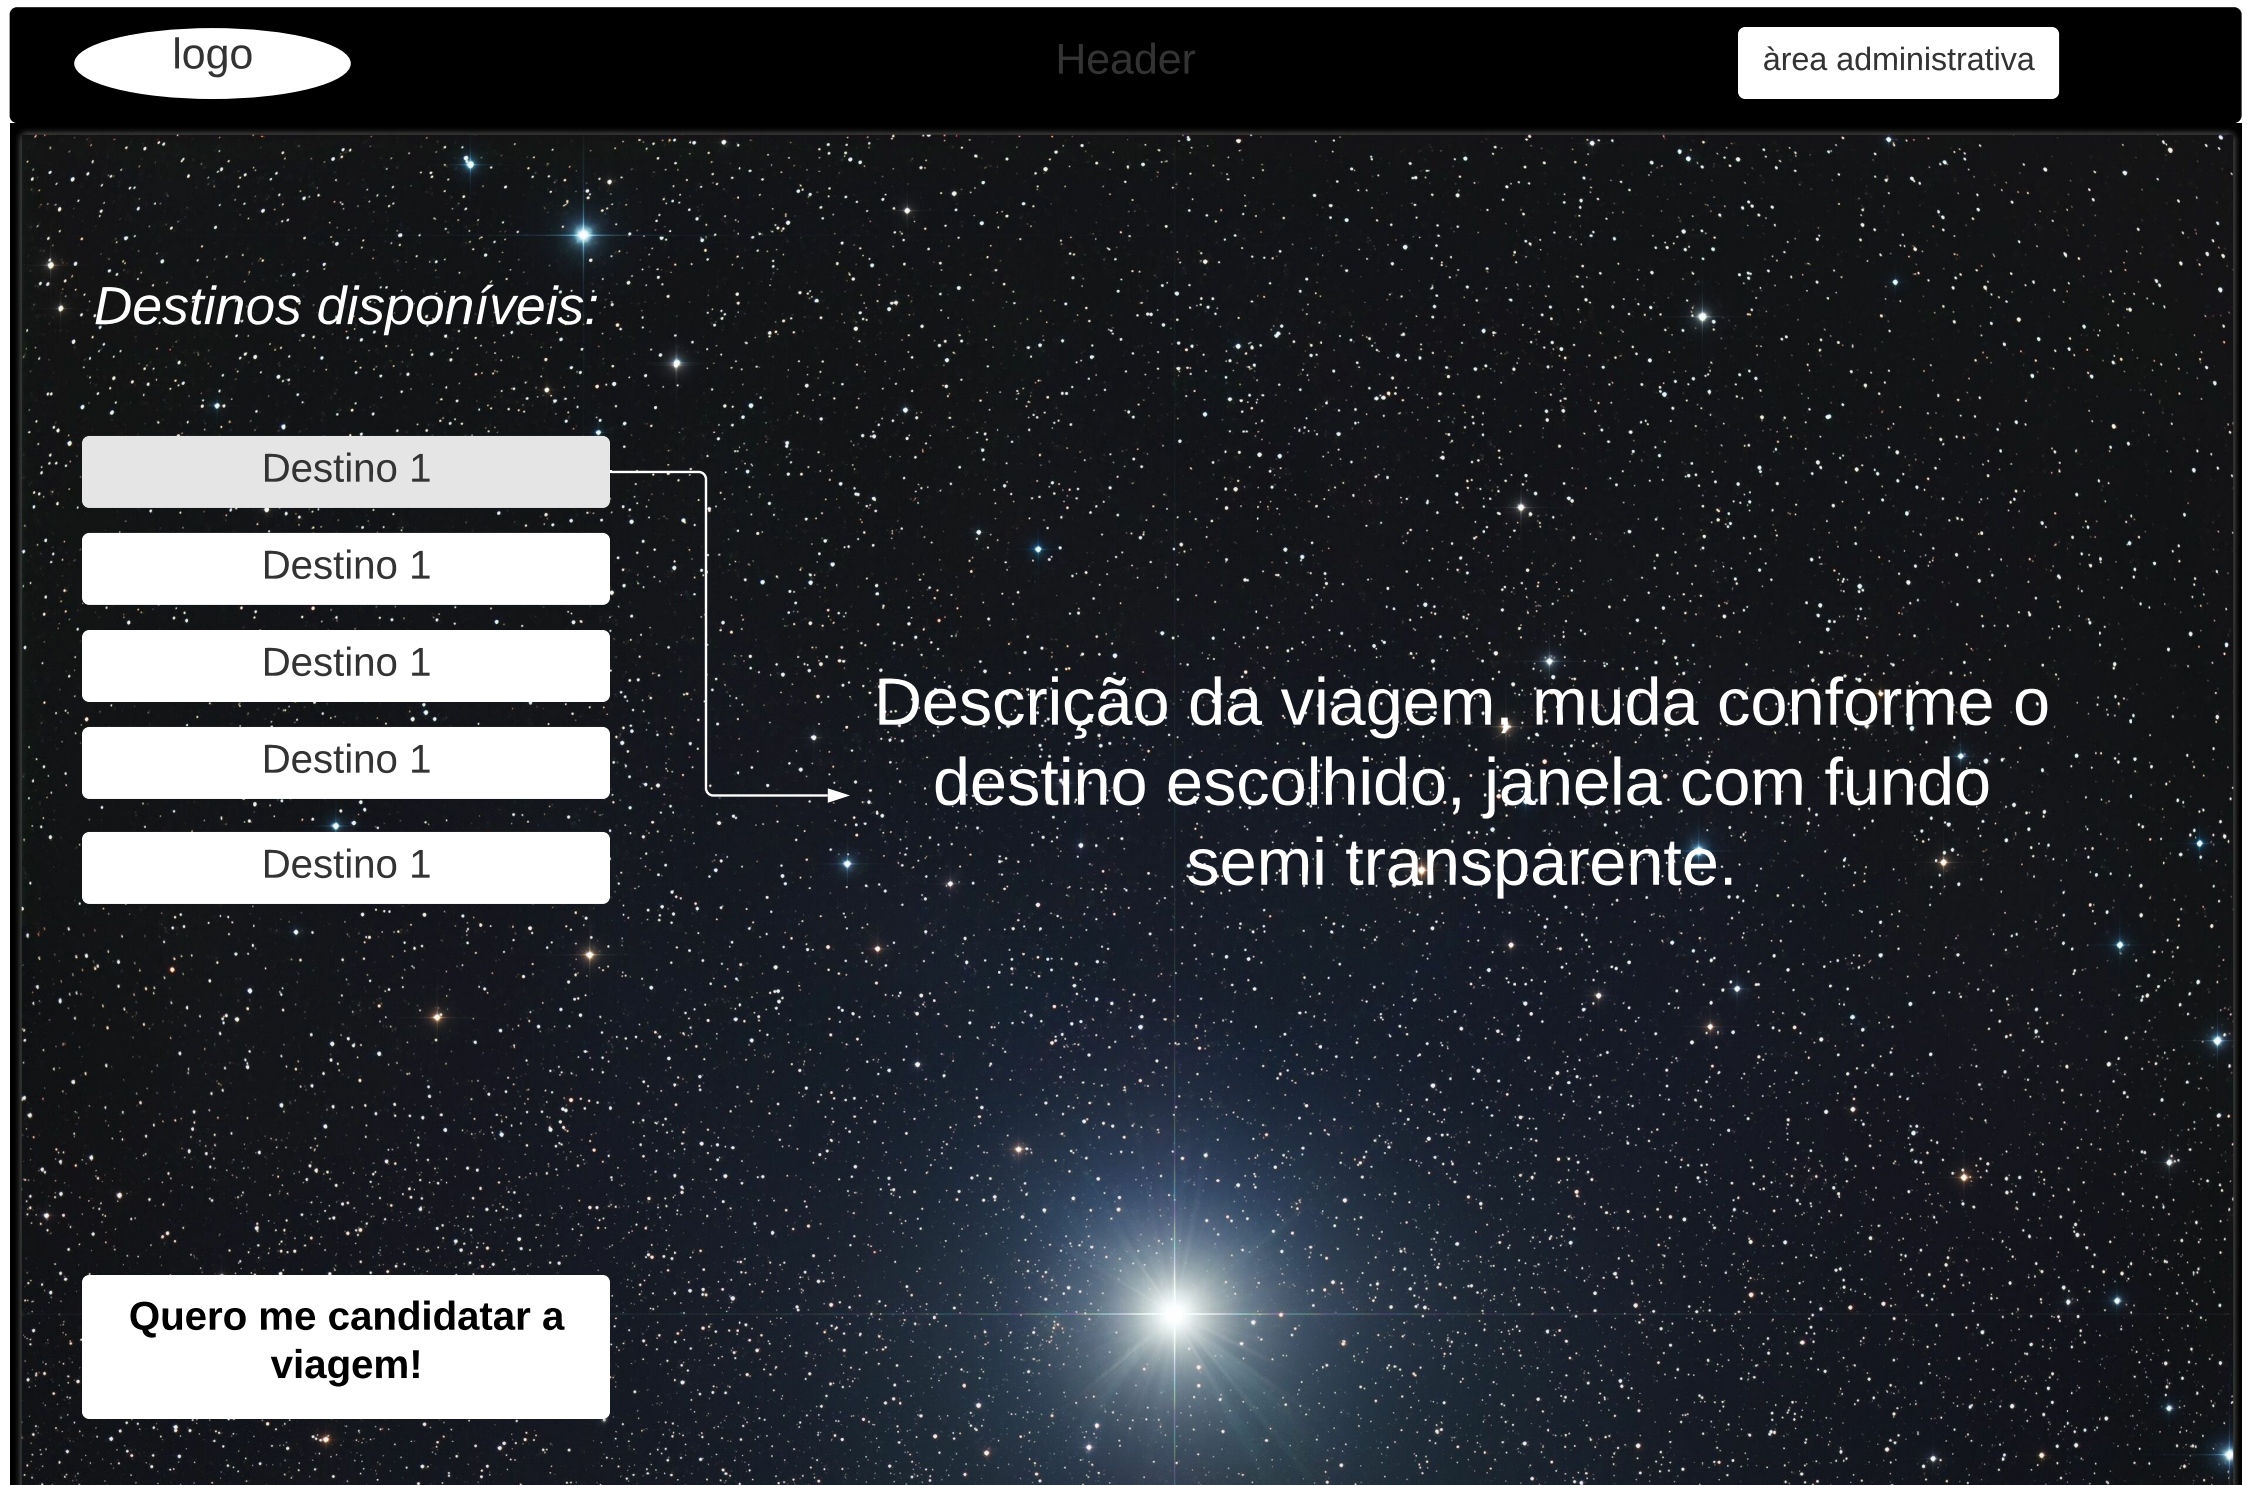 logo
Header
àrea administrativa
Destinos disponíveis:
Destino 1
Destino 1
Destino 1
Destino 1
Destino 1
Descrição da viagem, muda conforme o
destino escolhido, janela com fundo
semi transparente.
Quero me candidatar a
viagem!